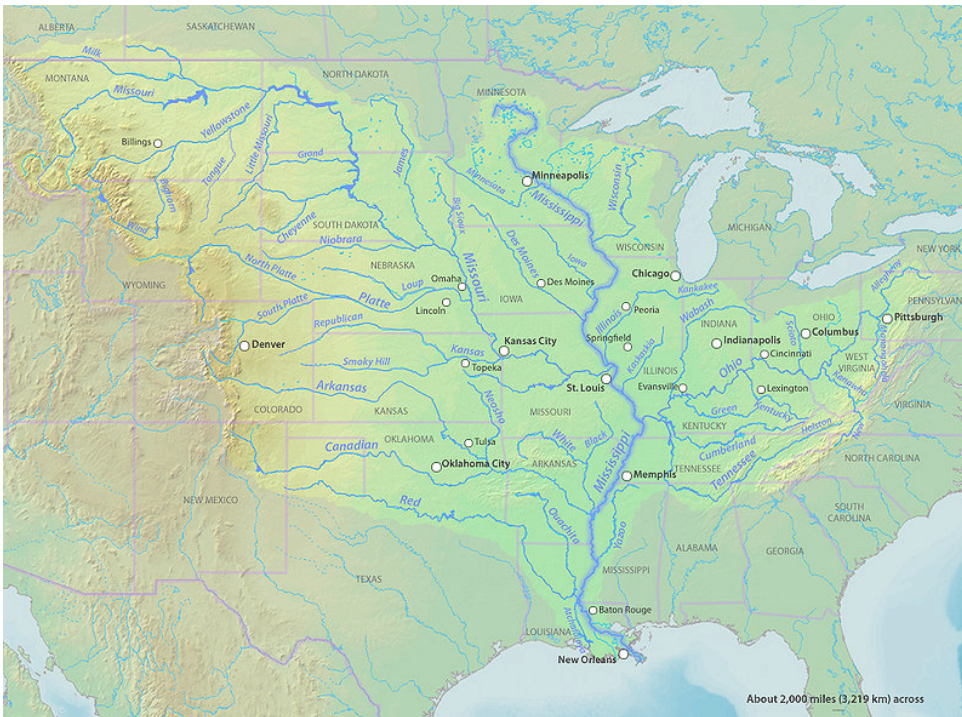 ALBERTA
SASKATCHEWAN
Milk
MONTANA
NORTH DAKOTA
MINNESOTA
Missouri
Yellowstone
Little Missouri
Billings
Tongue
Bighorn
Grand
James
Minneapolis
Minnesota
Mississippi
Wisconsin
Wind
Cheyenne
SOUTH DAKOTA
Big Sioux
Niobrara
WISCONSIN
MICHIGAN
NEW YORK
Des Moines
Iowa
North Platte
NEBRASKA
Missouri
Chicago
Allegheny
WYOMING
Loup
Omaha
Des Moines
Kankakee
South Platte
Platte
Lincoln
IOWA
Illinois
Peoria
Wabash
OHIO
PENNSYLVAN
Republican
Springfield
INDIANA
Scioto
Columbus
Pittsburgh
Denver
Kansas City
Kaskaskia
Indianapolis
Monongahela
Smoky Hill
Kansas
Topeka
Ohio
Cincinnati
WEST
VIRGINIA
Arkansas
St. Louis
ILLINOIS
Evansville
Lexington
Kanawha
COLORADO
KANSAS
Neosho
MISSOURI
Green
Kentucky
VIRGINIA
KENTUCKY
Holston
New
Canadian
OKLAHOMA
Tulsa
White
Black
Mississippi
Cumberland
Tennessee
NORTH CAROLINA
Oklahoma City
ARKANSAS
Memphis
TENNESSEE
NEW MEXICO
Red
Ouachita
Yazoo
SOUTH
CAROLINA
ALABAMA
GEORGIA
TEXAS
MISSISSIPPI
Baton Rouge
Atchafalaya
LOUISIANA
New Orleans
About 2,000 miles (3,219 km) across